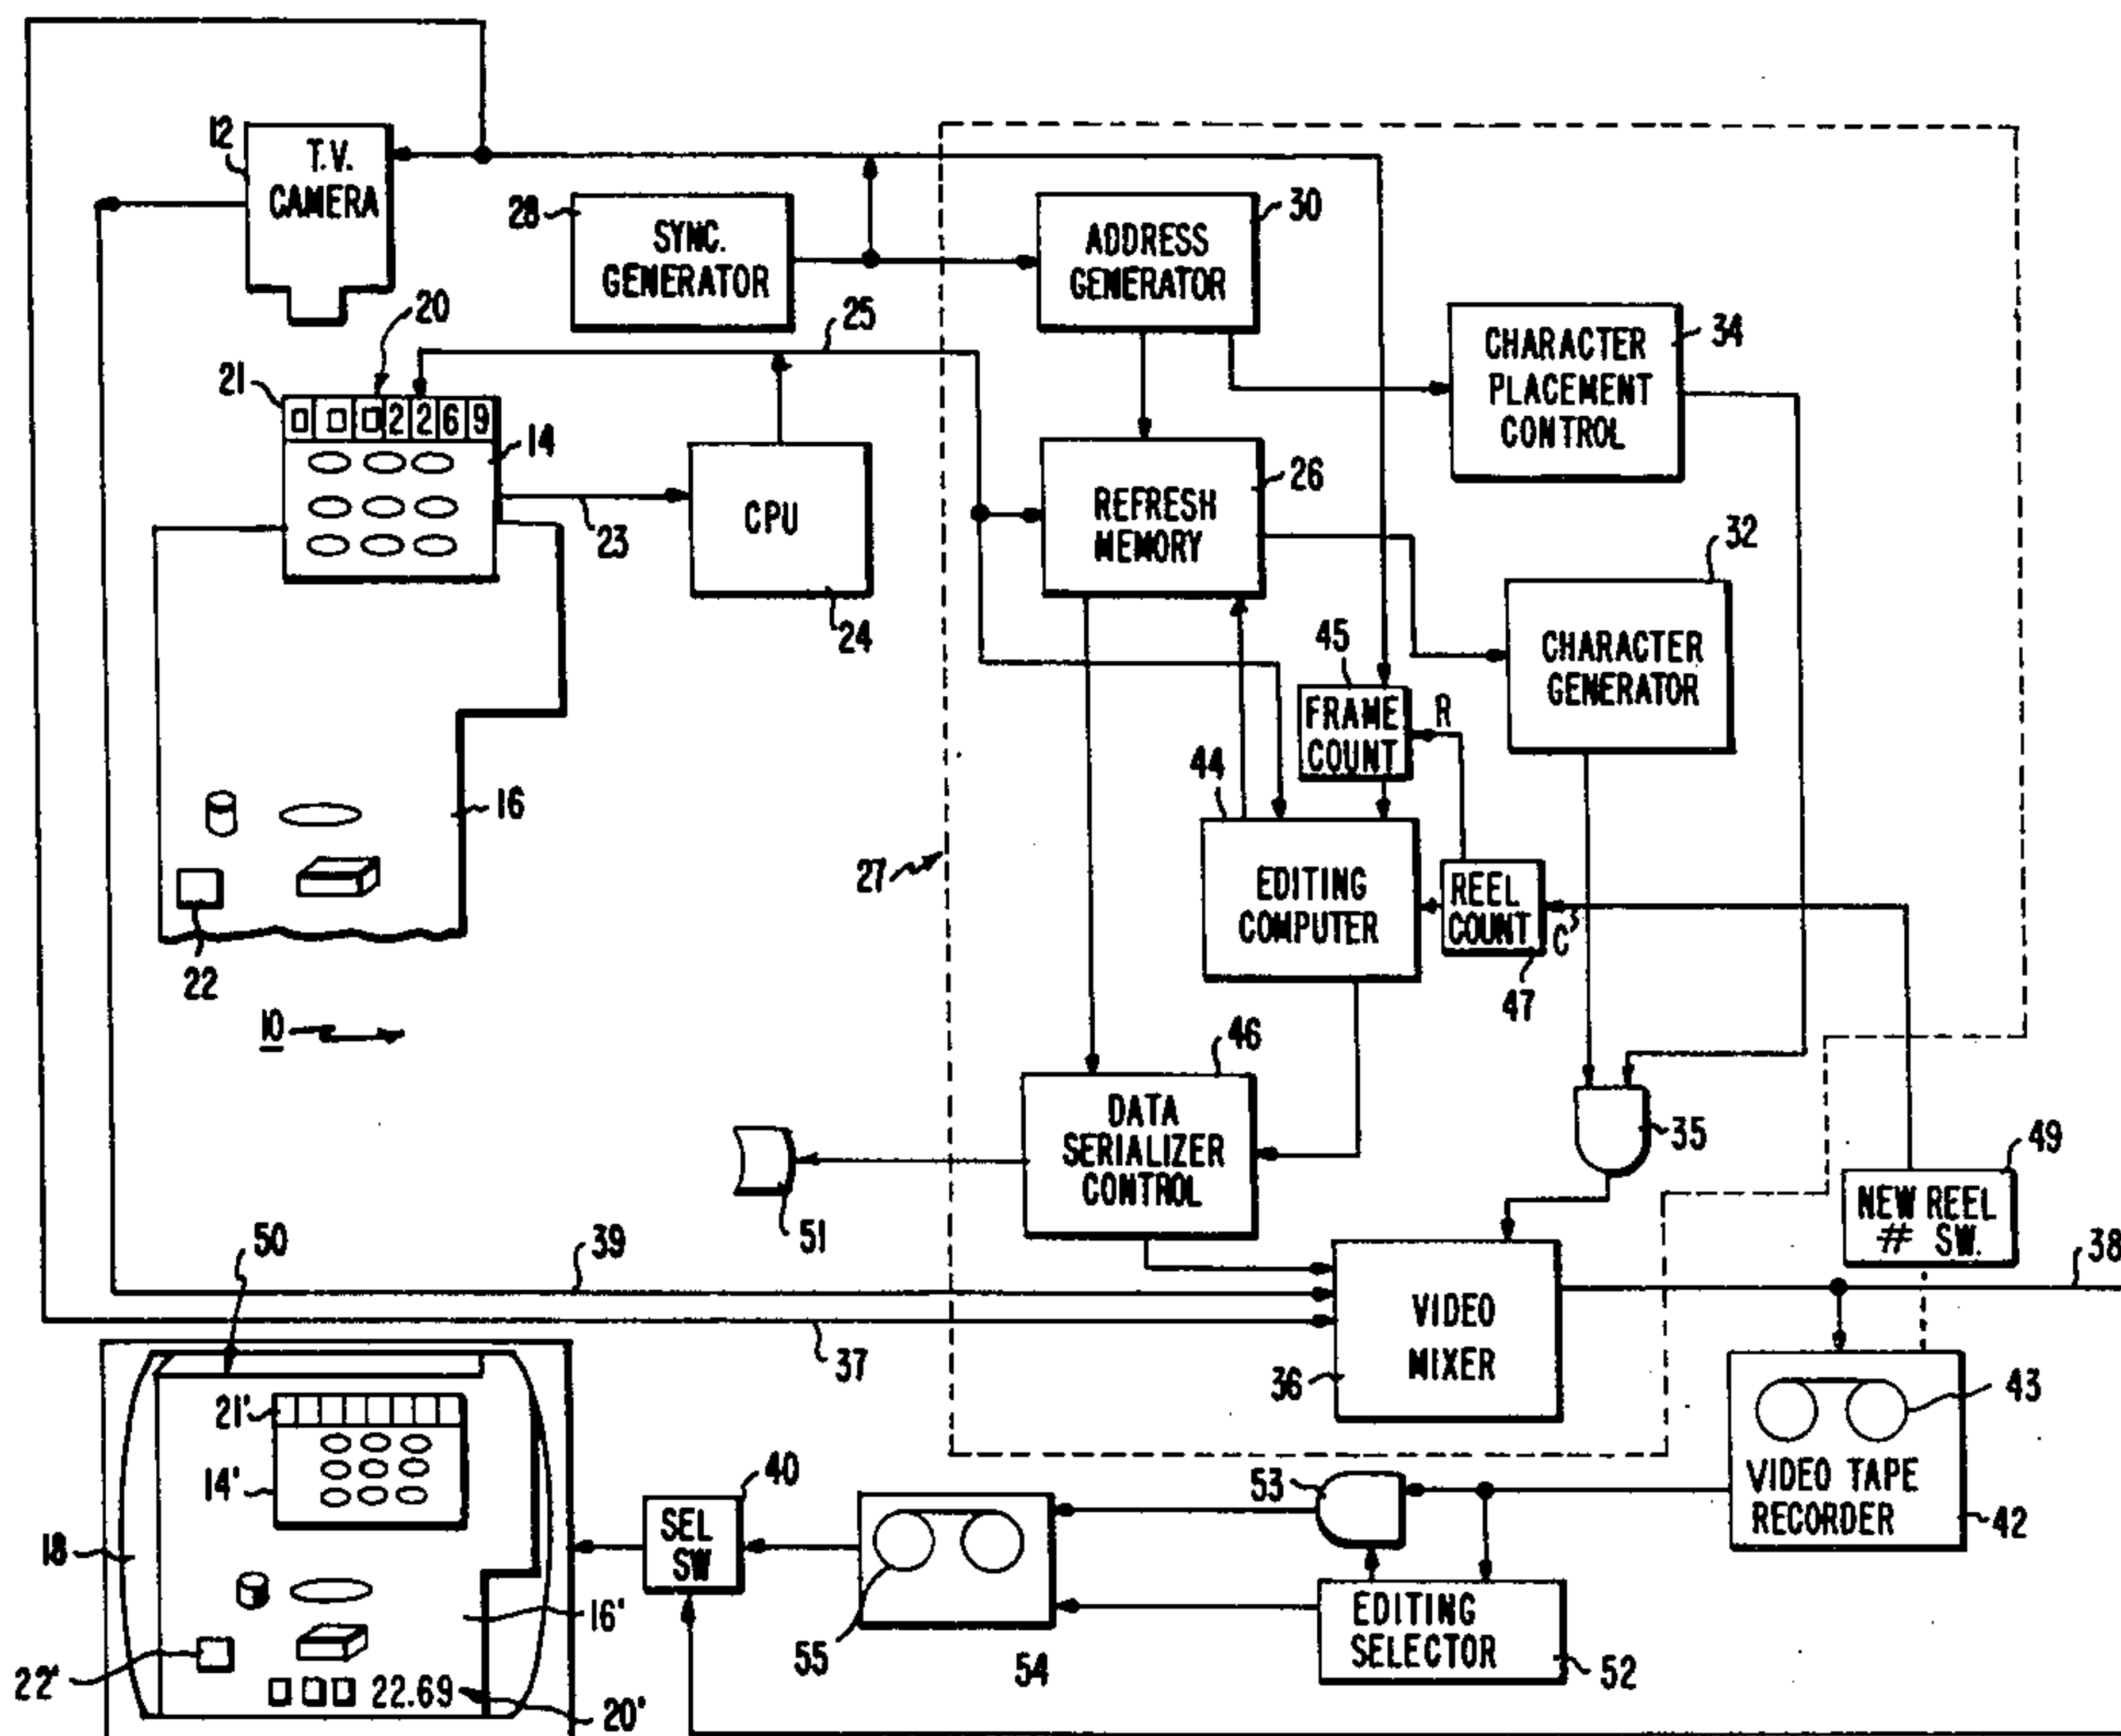 12
T.V.
CAMERA
28
SYNC.
GENERATOR
ADDRESS
GENERATOR
30
20
25
CHARACTER
PLACEMENT
CONTROL
34
21
2 2 6 9
14
23
CPU
24
REFRESH
MEMORY
26
32
CHARACTER
GENERATOR
45
FRAME
COUNT
R
44
16
22
27
EDITING
COMPUTER
REEL
COUNT
C
47
10
46
DATA
SERIALIZER
CONTROL
35
49
NEW REEL
# SW.
51
50
39
38
37
VIDEO
MIXER
36
43
VIDEO TAPE
RECORDER
42
21'
14'
18
40
SEL
SW
53
55
54
EDITING
SELECTOR
52
16'
22'
22.69
20'